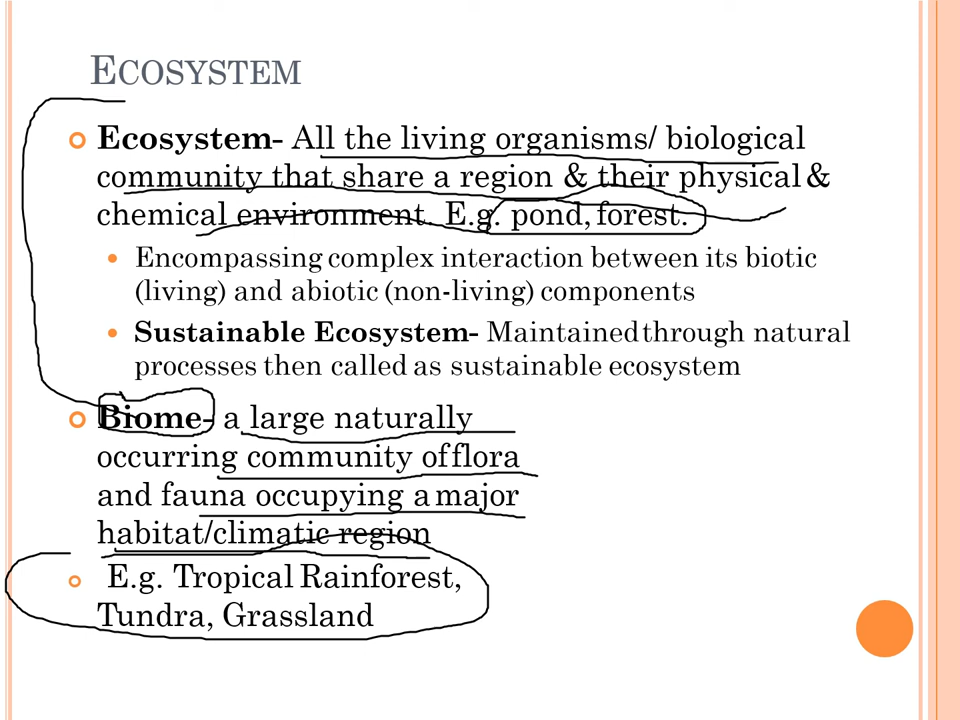 ECOSYSTEM
Ecosystem- All the living organisms/ biological
community that share a region & their physical &
chemical environment. E.g. pond, forest.
Encompassing complex interaction between its biotic
(living) and abiotic (non-living) components
Sustainable Ecosystem- Maintained through natural
processes then called as sustainable ecosystem
Biome- a large naturally
occurring community of flora
and fauna occupying a major
habitat/climatic region
E.g. Tropical Rainforest,
Tundra, Grassland